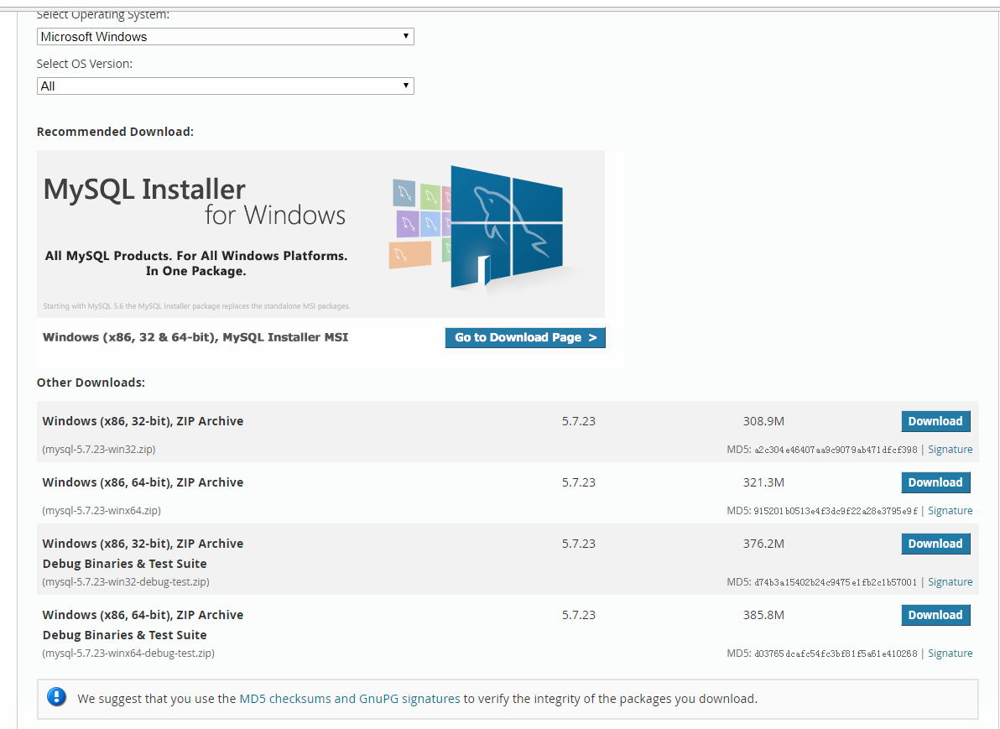 Select Operating System:
Microsoft Windows
Select OS Version:
All
Recommended Download:
MySQL Installer
for Windows
All MySQL Products. For All Windows Platforms.
In One Package.
Starting with MySQL 5.6 the MySQL Installer package replaces the standalone MSI packages.
Windows (x86, 32 & 64-bit), MySQL Installer MSI Go to Download Page >
Other Downloads:
Windows (x86, 32-bit), ZIP Archive 5.7.23 308.9M Download
(mysql-5.7.23-win32.zip) MD5: a2c304e46407aa9c9079ab471dfcf398 | Signature
Windows (x86, 64-bit), ZIP Archive 5.7.23 321.3M Download
(mysql-5.7.23-winx64.zip) MD5: 915201b0513e4f3dc9f22a28e3795e9f | Signature
Windows (x86, 32-bit), ZIP Archive 5.7.23 376.2M Download
Debug Binaries & Test Suite
(mysql-5.7.23-win32-debug-test.zip) MD5: d74b3a15402b24c9475e1fb2c1b57001 | Signature
Windows (x86, 64-bit), ZIP Archive 5.7.23 385.8M Download
Debug Binaries & Test Suite
(mysql-5.7.23-winx64-debug-test.zip) MD5: d03765dcafc54fc3bf81f5a61e410268 | Signature
We suggest that you use the MD5 checksums and GnuPG signatures to verify the integrity of the packages you download.